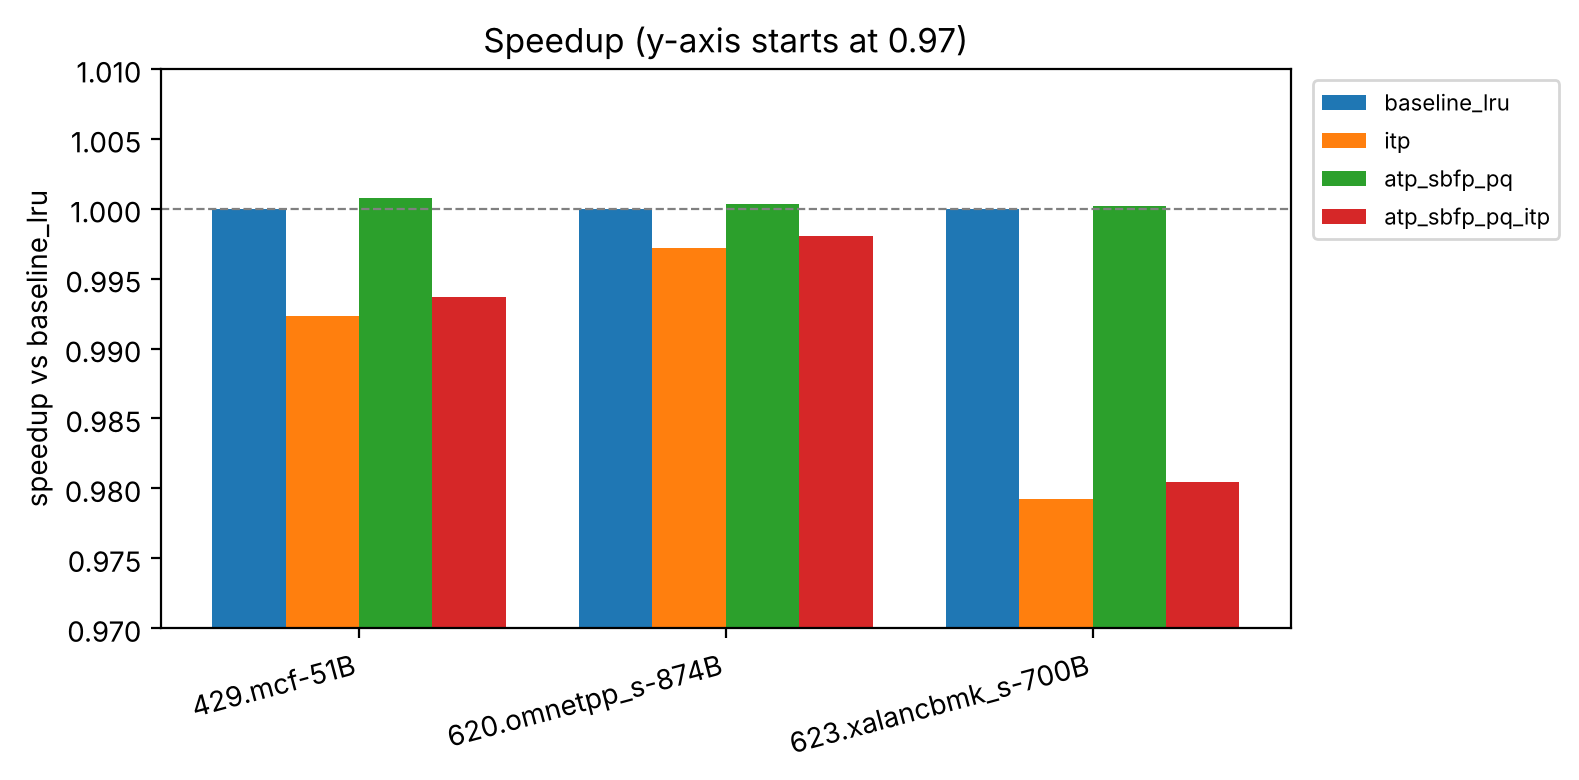 Speedup (y-axis starts at 0.97)
speedup vs baseline_lru
1.010
1.005
1.000
0.995
0.990
0.985
0.980
0.975
0.970
429.mcf-51B
620.omnetpp_s-874B
623.xalancbmk_s-700B
baseline_lru
itp
atp_sbfp_pq
atp_sbfp_pq_itp